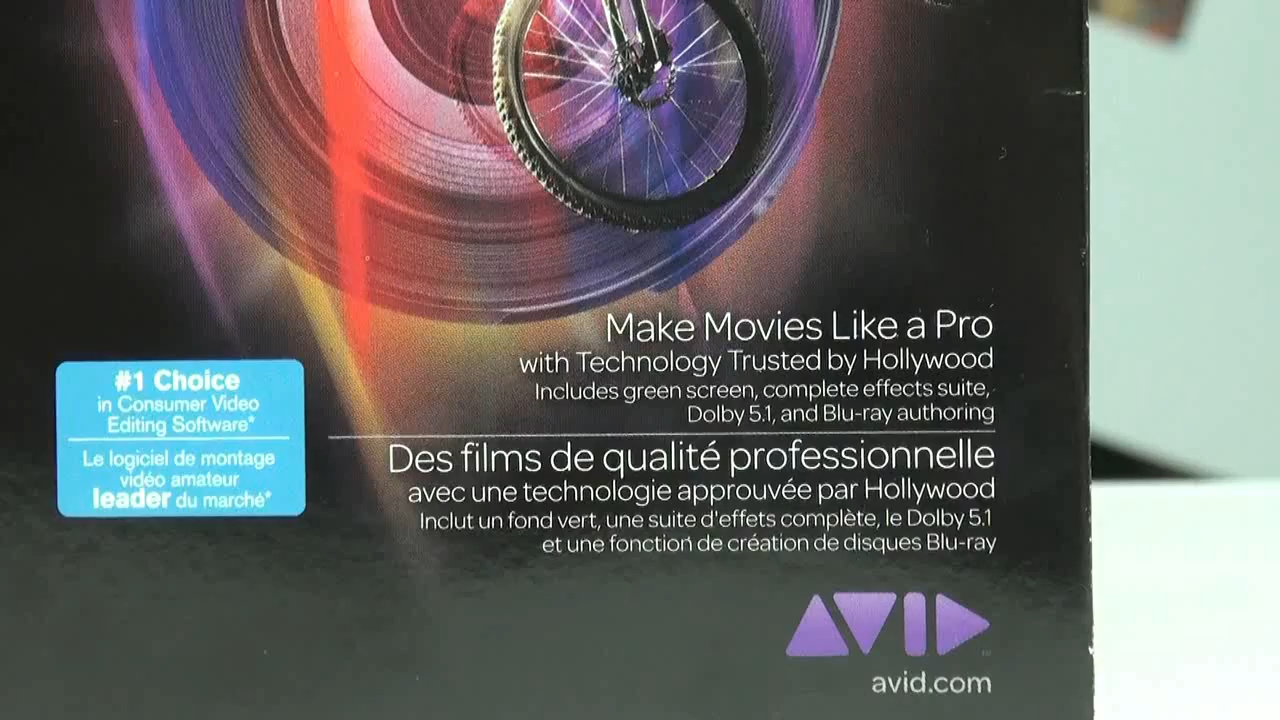 Make Movies Like a Pro
with Technology Trusted by Hollywood
Includes green screen, complete effects suite,
Dolby 5.1, and Blu-ray authoring
Des films de qualité professionnelle
avec une technologie approuvée par Hollywood
Inclut un fond vert, une suite d'effets complète, le Dolby 5.1
et une fonction de création de disques Blu-ray
#1 Choice
in Consumer Video
Editing Software*
Le logiciel de montage
vidéo amateur
leader du marché*
AVID
avid.com